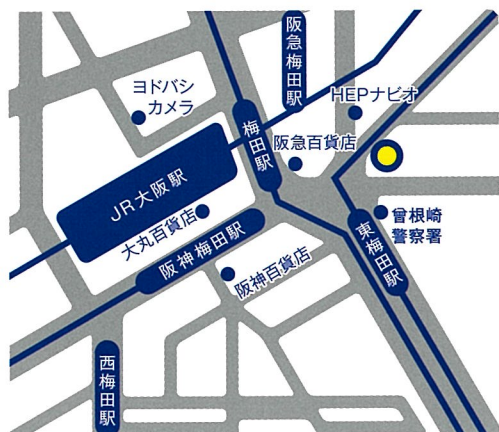 阪急梅田駅
ヨドバシ
カメラ
HEPナビオ
梅田駅
阪急百貨店
JR大阪駅
大丸百貨店
曽根崎
警察署
阪神梅田駅
東梅田駅
阪神百貨店
西梅田駅